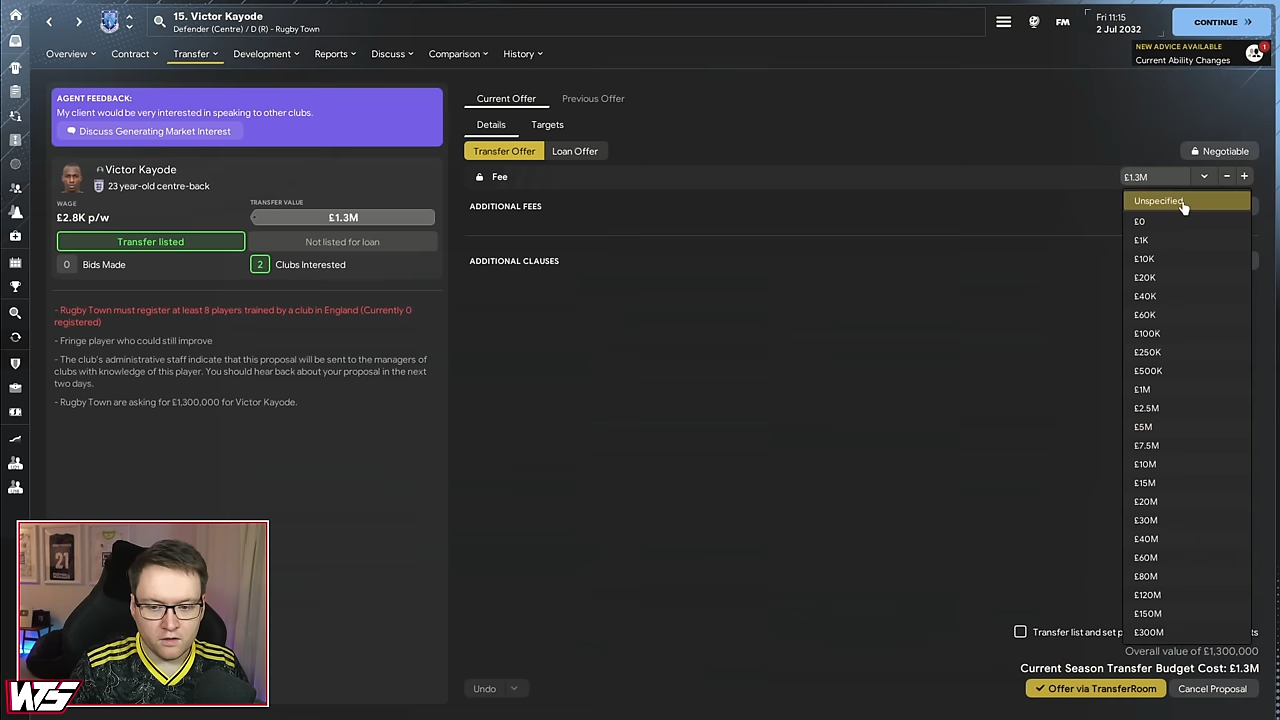 15. Victor Kayode
Defender (Centre) / D (R) - Rugby Town
FM
Fri 11:15
2 Jul 2032
CONTINUE
Overview
Contract
Transfer
Development
Reports
Discuss
Comparison
History
NEW ADVICE AVAILABLE
Current Ability Changes
1
AGENT FEEDBACK:
My client would be very interested in speaking to other clubs.
Discuss Generating Market Interest
Victor Kayode
23 year-old centre-back
WAGE
£2.8K p/w
TRANSFER VALUE
£1.3M
Transfer listed
Not listed for loan
0 Bids Made
2 Clubs Interested
- Rugby Town must register at least 8 players trained by a club in England (Currently 0
registered)
- Fringe player who could still improve
- The club's administrative staff indicate that this proposal will be sent to the managers of
clubs with knowledge of this player. You should hear back about your proposal in the next
two days.
- Rugby Town are asking for £1,300,000 for Victor Kayode.
Current Offer
Previous Offer
Details
Targets
Transfer Offer
Loan Offer
Negotiable
Fee
£1.3M
ADDITIONAL FEES
ADDITIONAL CLAUSES
Unspecified
£0
£1K
£10K
£20K
£40K
£60K
£100K
£250K
£500K
£1M
£2.5M
£5M
£7.5M
£10M
£15M
£20M
£30M
£40M
£60M
£80M
£120M
£150M
£300M
Transfer list and set
Overall value of £1,300,000
Current Season Transfer Budget Cost: £1.3M
Undo
Offer via TransferRoom
Cancel Proposal
21
WTS